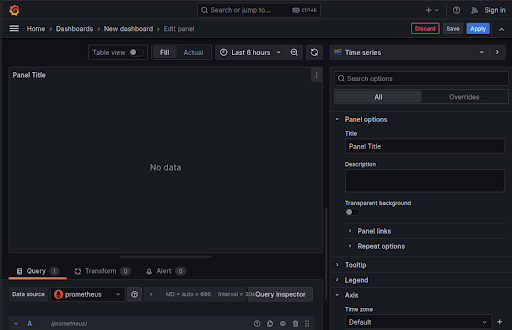 Search or jump to... ctrl+k Sign in
Home Dashboards New dashboard Edit panel Discard Save Apply
Table view Fill Actual Last 6 hours Time series
Panel Title
Search options
All Overrides
Panel options
Title
Panel Title
No data
Description
Transparent background
Panel links
Repeat options
Tooltip
Legend
Axis
Time zone
Default
Query 1 Transform 0 Alert 0
Data source prometheus MD = auto = 686 Interval = 30s Query inspector
A (prometheus)